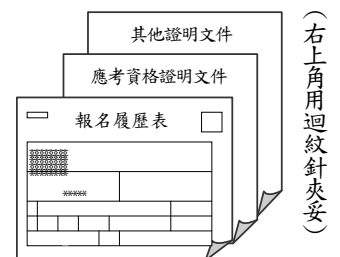 其他證明文件
應考資格證明文件
報名履歷表
※※※※※
（右上角用迴紋針夾妥）